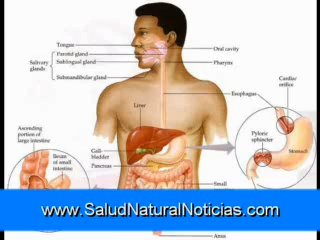 Tongue
Parotid gland
Sublingual gland
Salivary
glands
Submandibular gland
Oral cavity
Pharynx
Esophagus
Cardiac
orifice
Liver
Ascending
portion of
large intestine
Ileum
of small
intestine
Gall-
bladder
Pancreas
Pyloric
sphincter
Stomach
Small
www.SaludNaturalNoticias.com
Anus